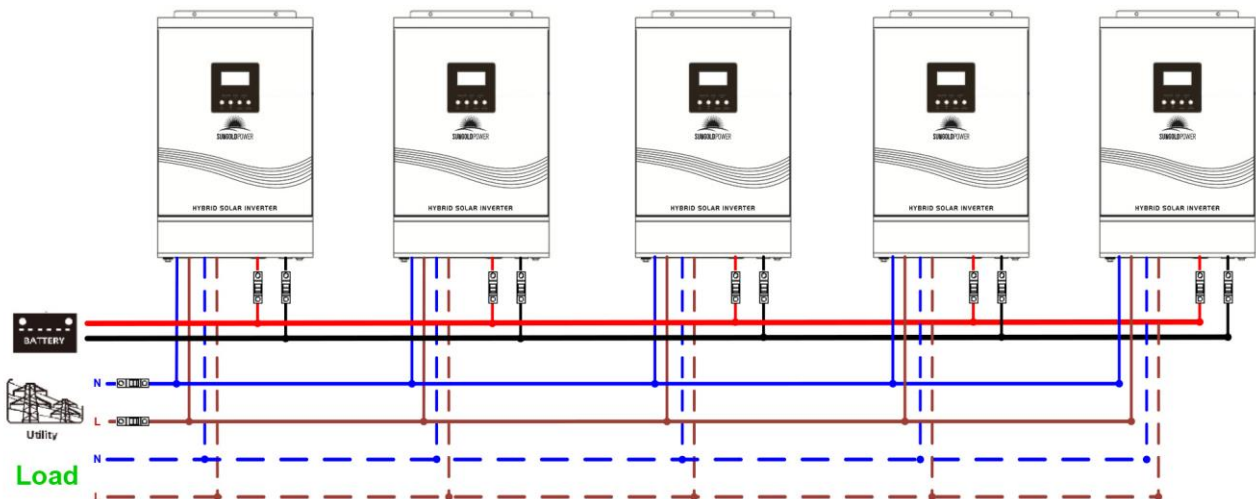 SUNGOLDPOWER
HYBRID SOLAR INVERTER
SUNGOLDPOWER
HYBRID SOLAR INVERTER
SUNGOLDPOWER
HYBRID SOLAR INVERTER
SUNGOLDPOWER
HYBRID SOLAR INVERTER
SUNGOLDPOWER
HYBRID SOLAR INVERTER
BATTERY
N
L
Utility
N
Load
L